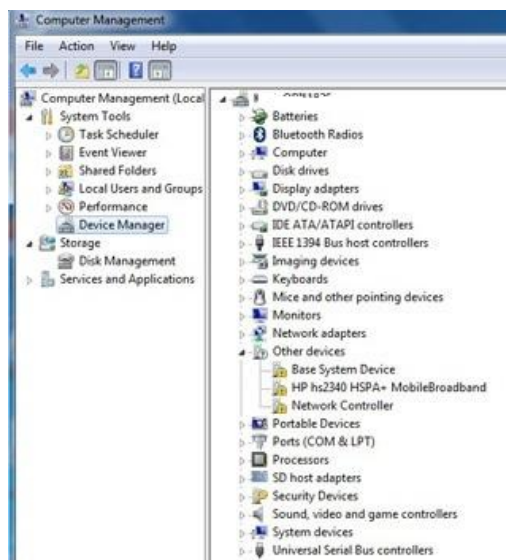 Computer Management
File Action View Help
Computer Management (Local
System Tools
Task Scheduler
Event Viewer
Shared Folders
Local Users and Groups
Performance
Device Manager
Storage
Disk Management
Services and Applications
Batteries
Bluetooth Radios
Computer
Disk drives
Display adapters
DVD/CD-ROM drives
IDE ATA/ATAPI controllers
IEEE 1394 Bus host controllers
Imaging devices
Keyboards
Mice and other pointing devices
Monitors
Network adapters
Other devices
Base System Device
HP hs2340 HSPA+ MobileBroadband
Network Controller
Portable Devices
Ports (COM & LPT)
Processors
SD host adapters
Security Devices
Sound, video and game controllers
System devices
Universal Serial Bus controllers